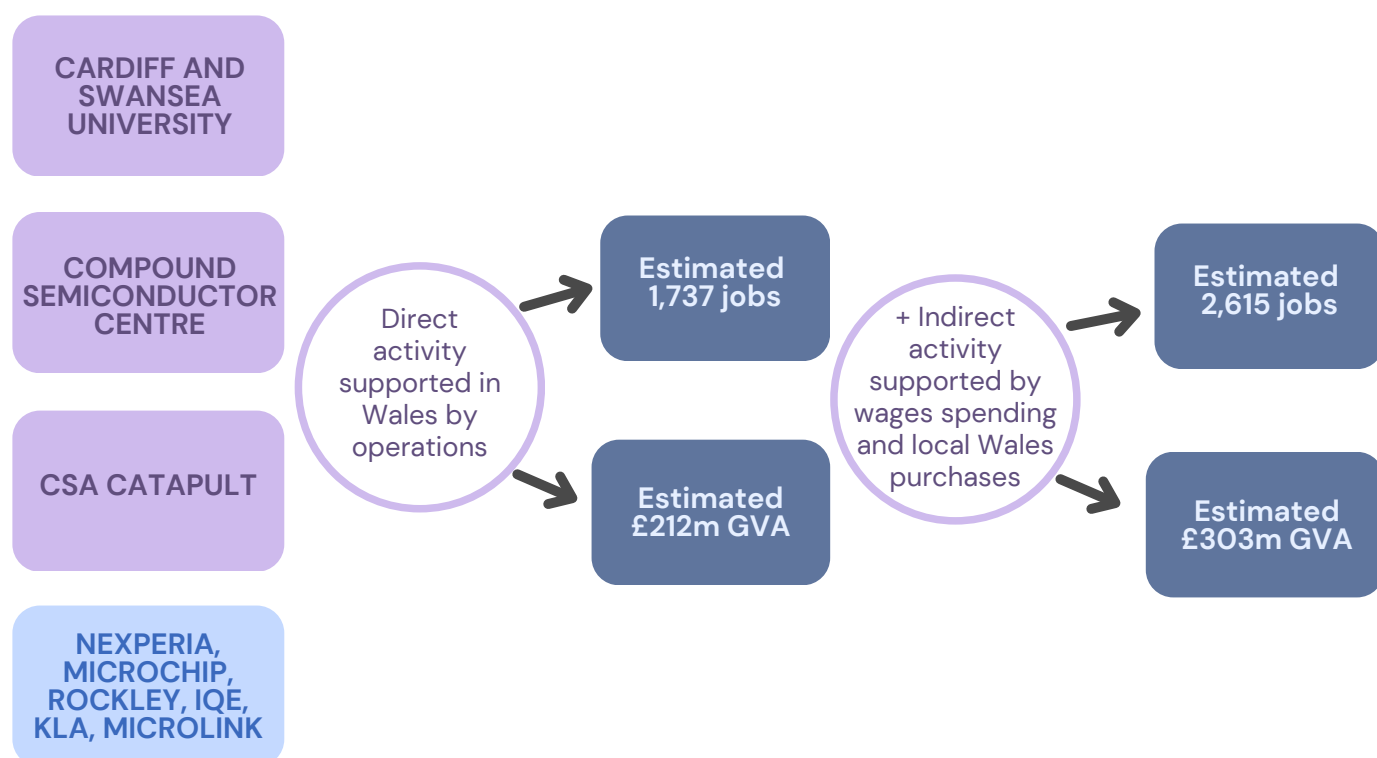 CARDIFF AND
SWANSEA
UNIVERSITY
COMPOUND
SEMICONDUCTOR
CENTRE
CSA CATAPULT
NEXPERIA,
MICROCHIP,
ROCKLEY, IQE,
KLA, MICROLINK
Direct
activity
supported in
Wales by
operations
Estimated
1,737 jobs
Estimated
£212m GVA
+ Indirect
activity
supported by
wages spending
and local Wales
purchases
Estimated
2,615 jobs
Estimated
£303m GVA